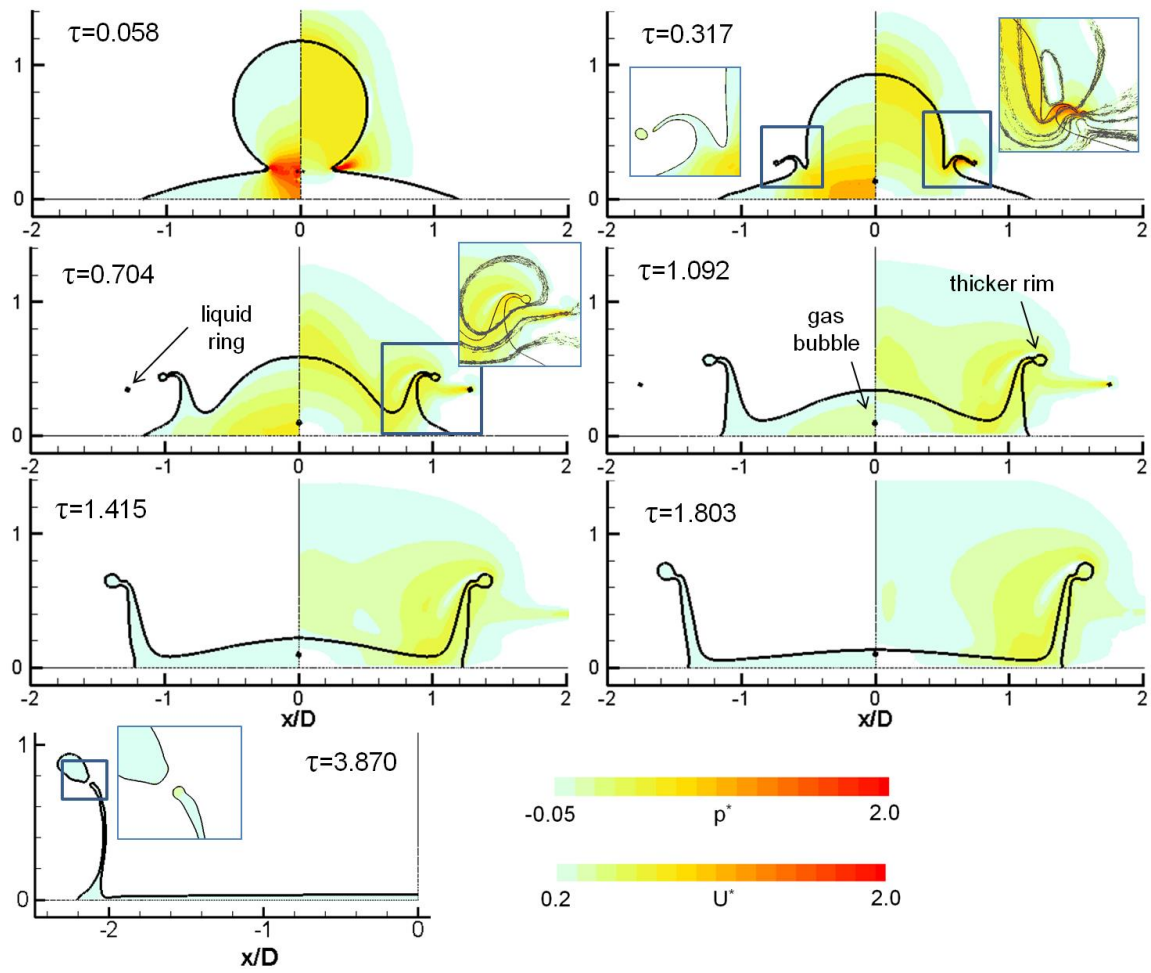 τ=0.058
1
0
-2 -1 0 1 2
τ=0.317
1
0
-2 -1 0 1 2
τ=0.704
liquid
ring
1
0
-2 -1 0 1 2
τ=1.092
thicker rim
gas
bubble
1
0
-2 -1 0 1 2
τ=1.415
1
0
-2 -1 0 1 2
x/D
τ=1.803
1
0
-2 -1 0 1 2
x/D
τ=3.870
1
0
-2 -1 0
x/D
-0.05 p* 2.0
0.2 U* 2.0